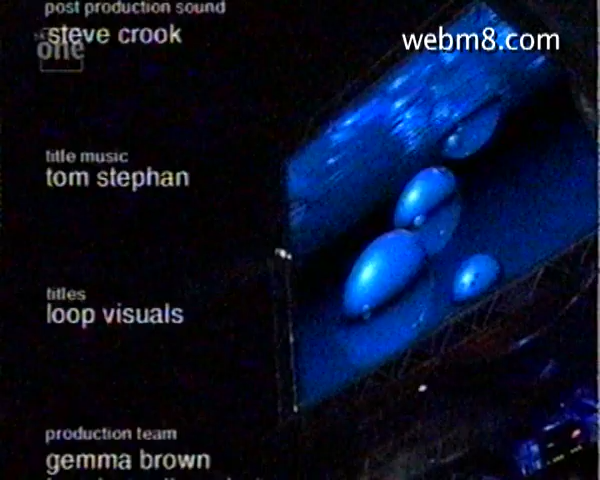 post production sound
steve crook
one
webm8.com
title music
tom stephan
titles
loop visuals
production team
gemma brown